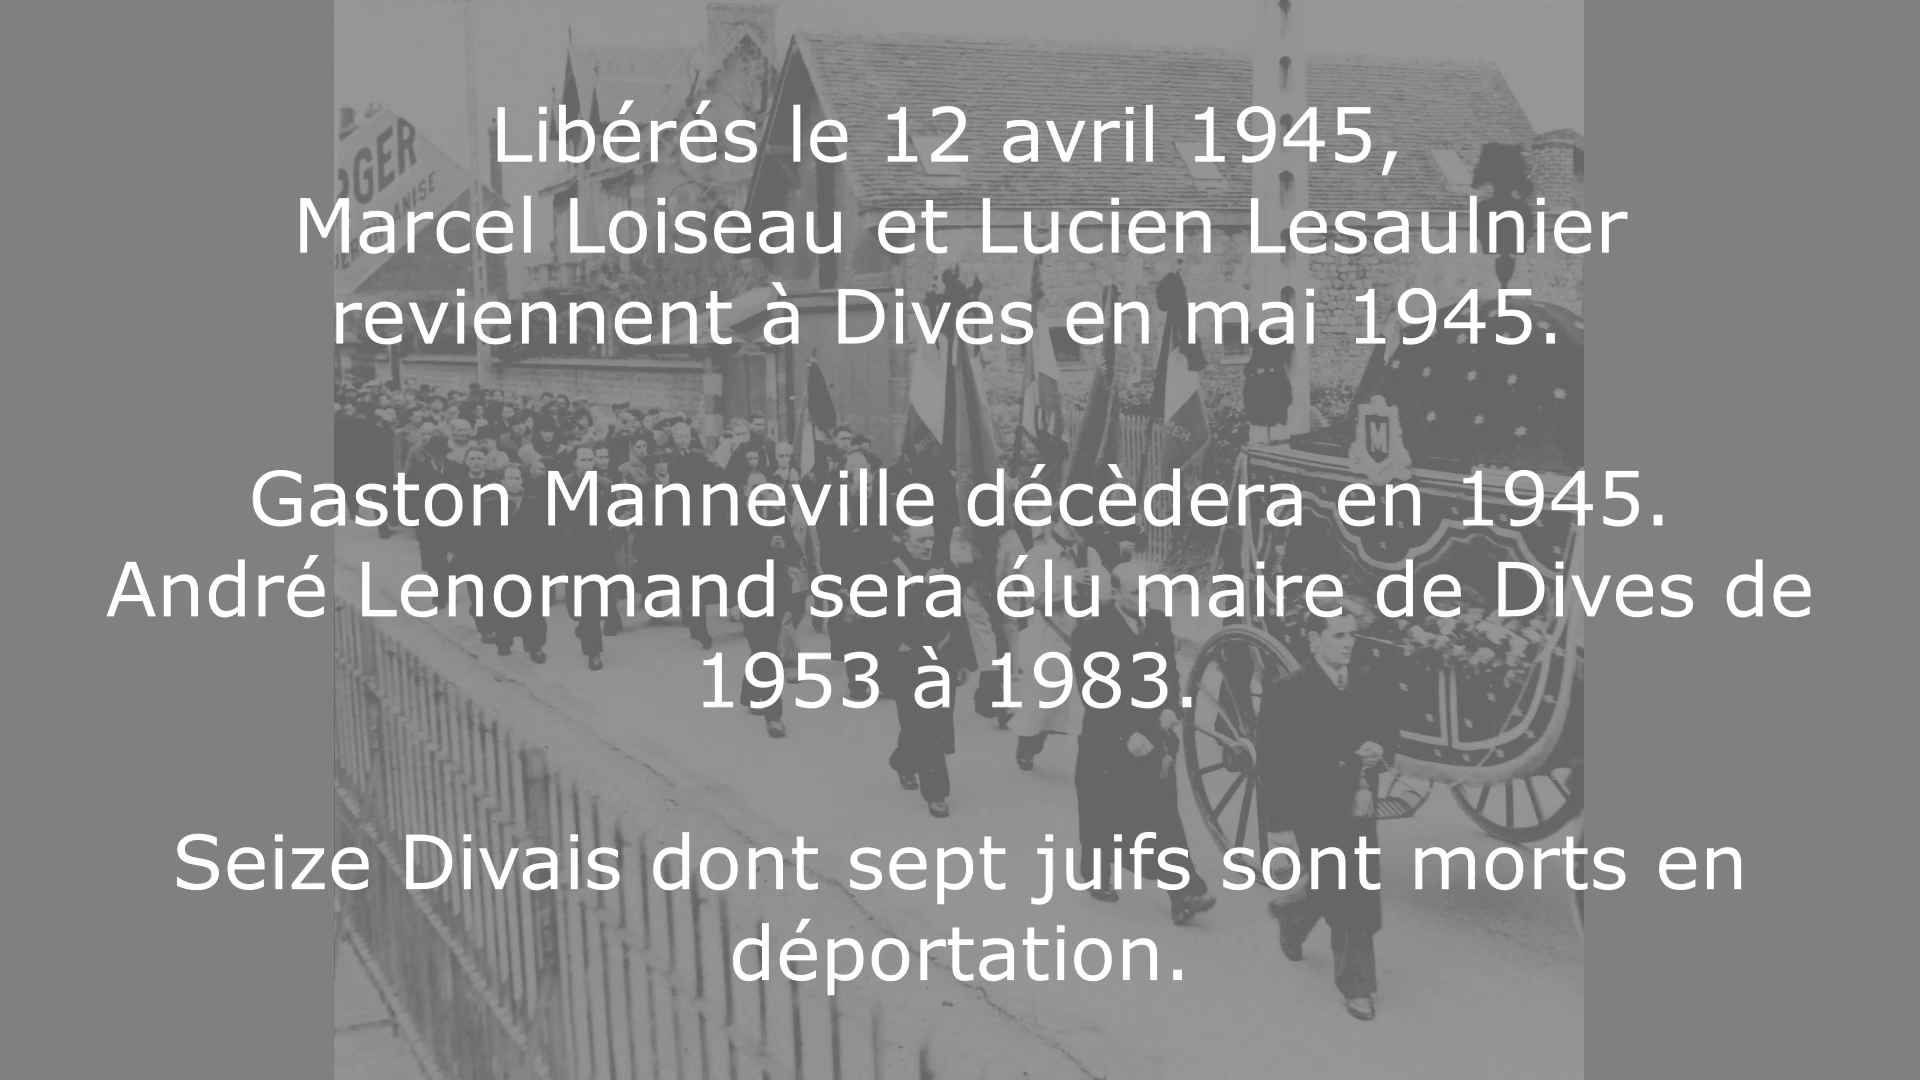 Libérés le 12 avril 1945,
Marcel Loiseau et Lucien Lesaulnier
reviennent à Dives en mai 1945.
Gaston Manneville décèdera en 1945.
André Lenormand sera élu maire de Dives de
1953 à 1983.
Seize Divais dont sept juifs sont morts en
déportation.
M